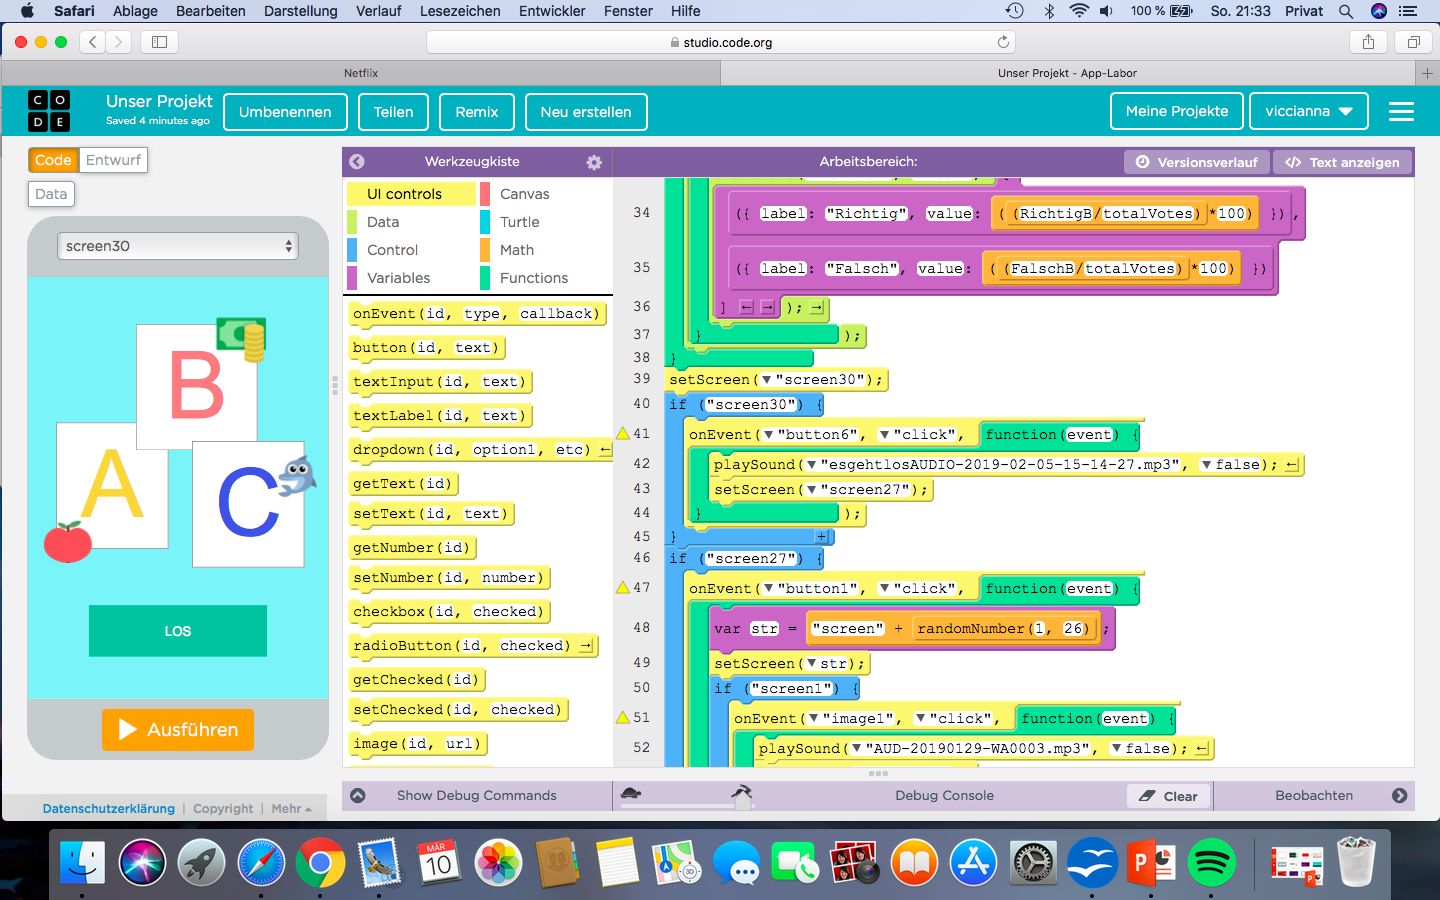 Safari Ablage Bearbeiten Darstellung Verlauf Lesezeichen Entwickler Fenster Hilfe 100 % So. 21:33 Privat
studio.code.org
Netflix
Unser Projekt - App-Labor
C O D E
Unser Projekt
Saved 4 minutes ago
Umbenennen
Teilen
Remix
Neu erstellen
Meine Projekte
viccianna
Code Entwurf
Data
Werkzeugkiste
Arbeitsbereich:
Versionsverlauf
</> Text anzeigen
screen30
B
A
C
LOS
Ausführen
Datenschutzerklärung | Copyright | Mehr
UI controls Canvas
Data Turtle
Control Math
Variables Functions
onEvent(id, type, callback)
button(id, text)
textInput(id, text)
textLabel(id, text)
dropdown(id, option1, etc)
getText(id)
setText(id, text)
getNumber(id)
setNumber(id, number)
checkbox(id, checked)
radioButton(id, checked)
getChecked(id)
setChecked(id, checked)
image(id, url)
34 ({ label: "Richtig", value: ( (RichtigB/totalVotes) *100) }) ,
35 ({ label: "Falsch", value: ( (FalschB/totalVotes) *100) })
36 ] );
37 } );
38 }
39 setScreen("screen30");
40 if ("screen30") {
41 onEvent("button6", "click", function(event) {
42 playSound("esgehtlosAUDIO-2019-02-05-15-14-27.mp3", false);
43 setScreen("screen27");
44 } );
45 } +
46 if ("screen27") {
47 onEvent("button1", "click", function(event) {
48 var str = "screen" + randomNumber(1, 26) ;
49 setScreen(str);
50 if ("screen1") {
51 onEvent("image1", "click", function(event) {
52 playSound("AUD-20190129-WA0003.mp3", false);
Show Debug Commands
Debug Console
Clear
Beobachten
MÄR
10